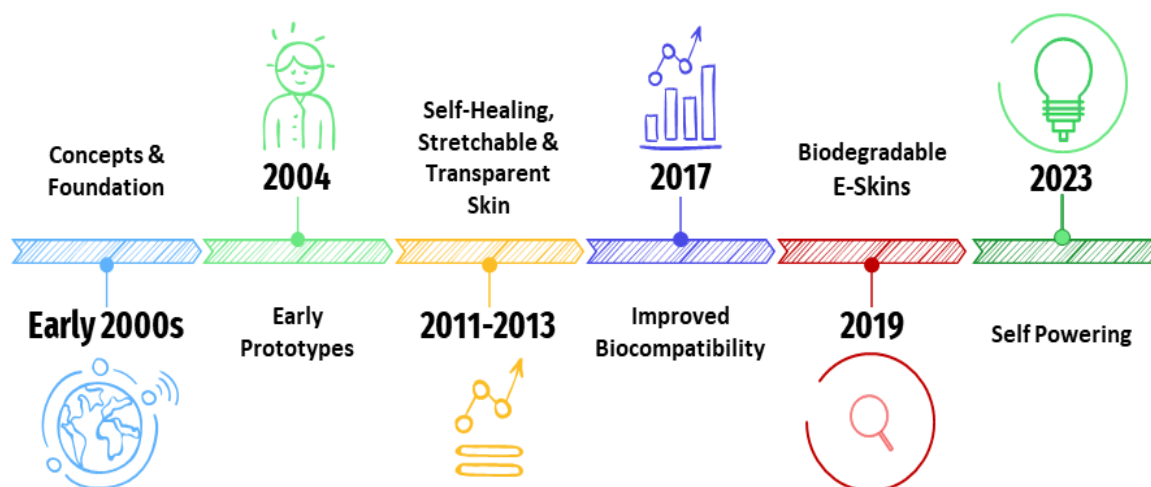 Concepts &
Foundation
Early 2000s
2004
Early
Prototypes
Self-Healing,
Stretchable &
Transparent
Skin
2011-2013
2017
Improved
Biocompatibility
Biodegradable
E-Skins
2019
2023
Self Powering